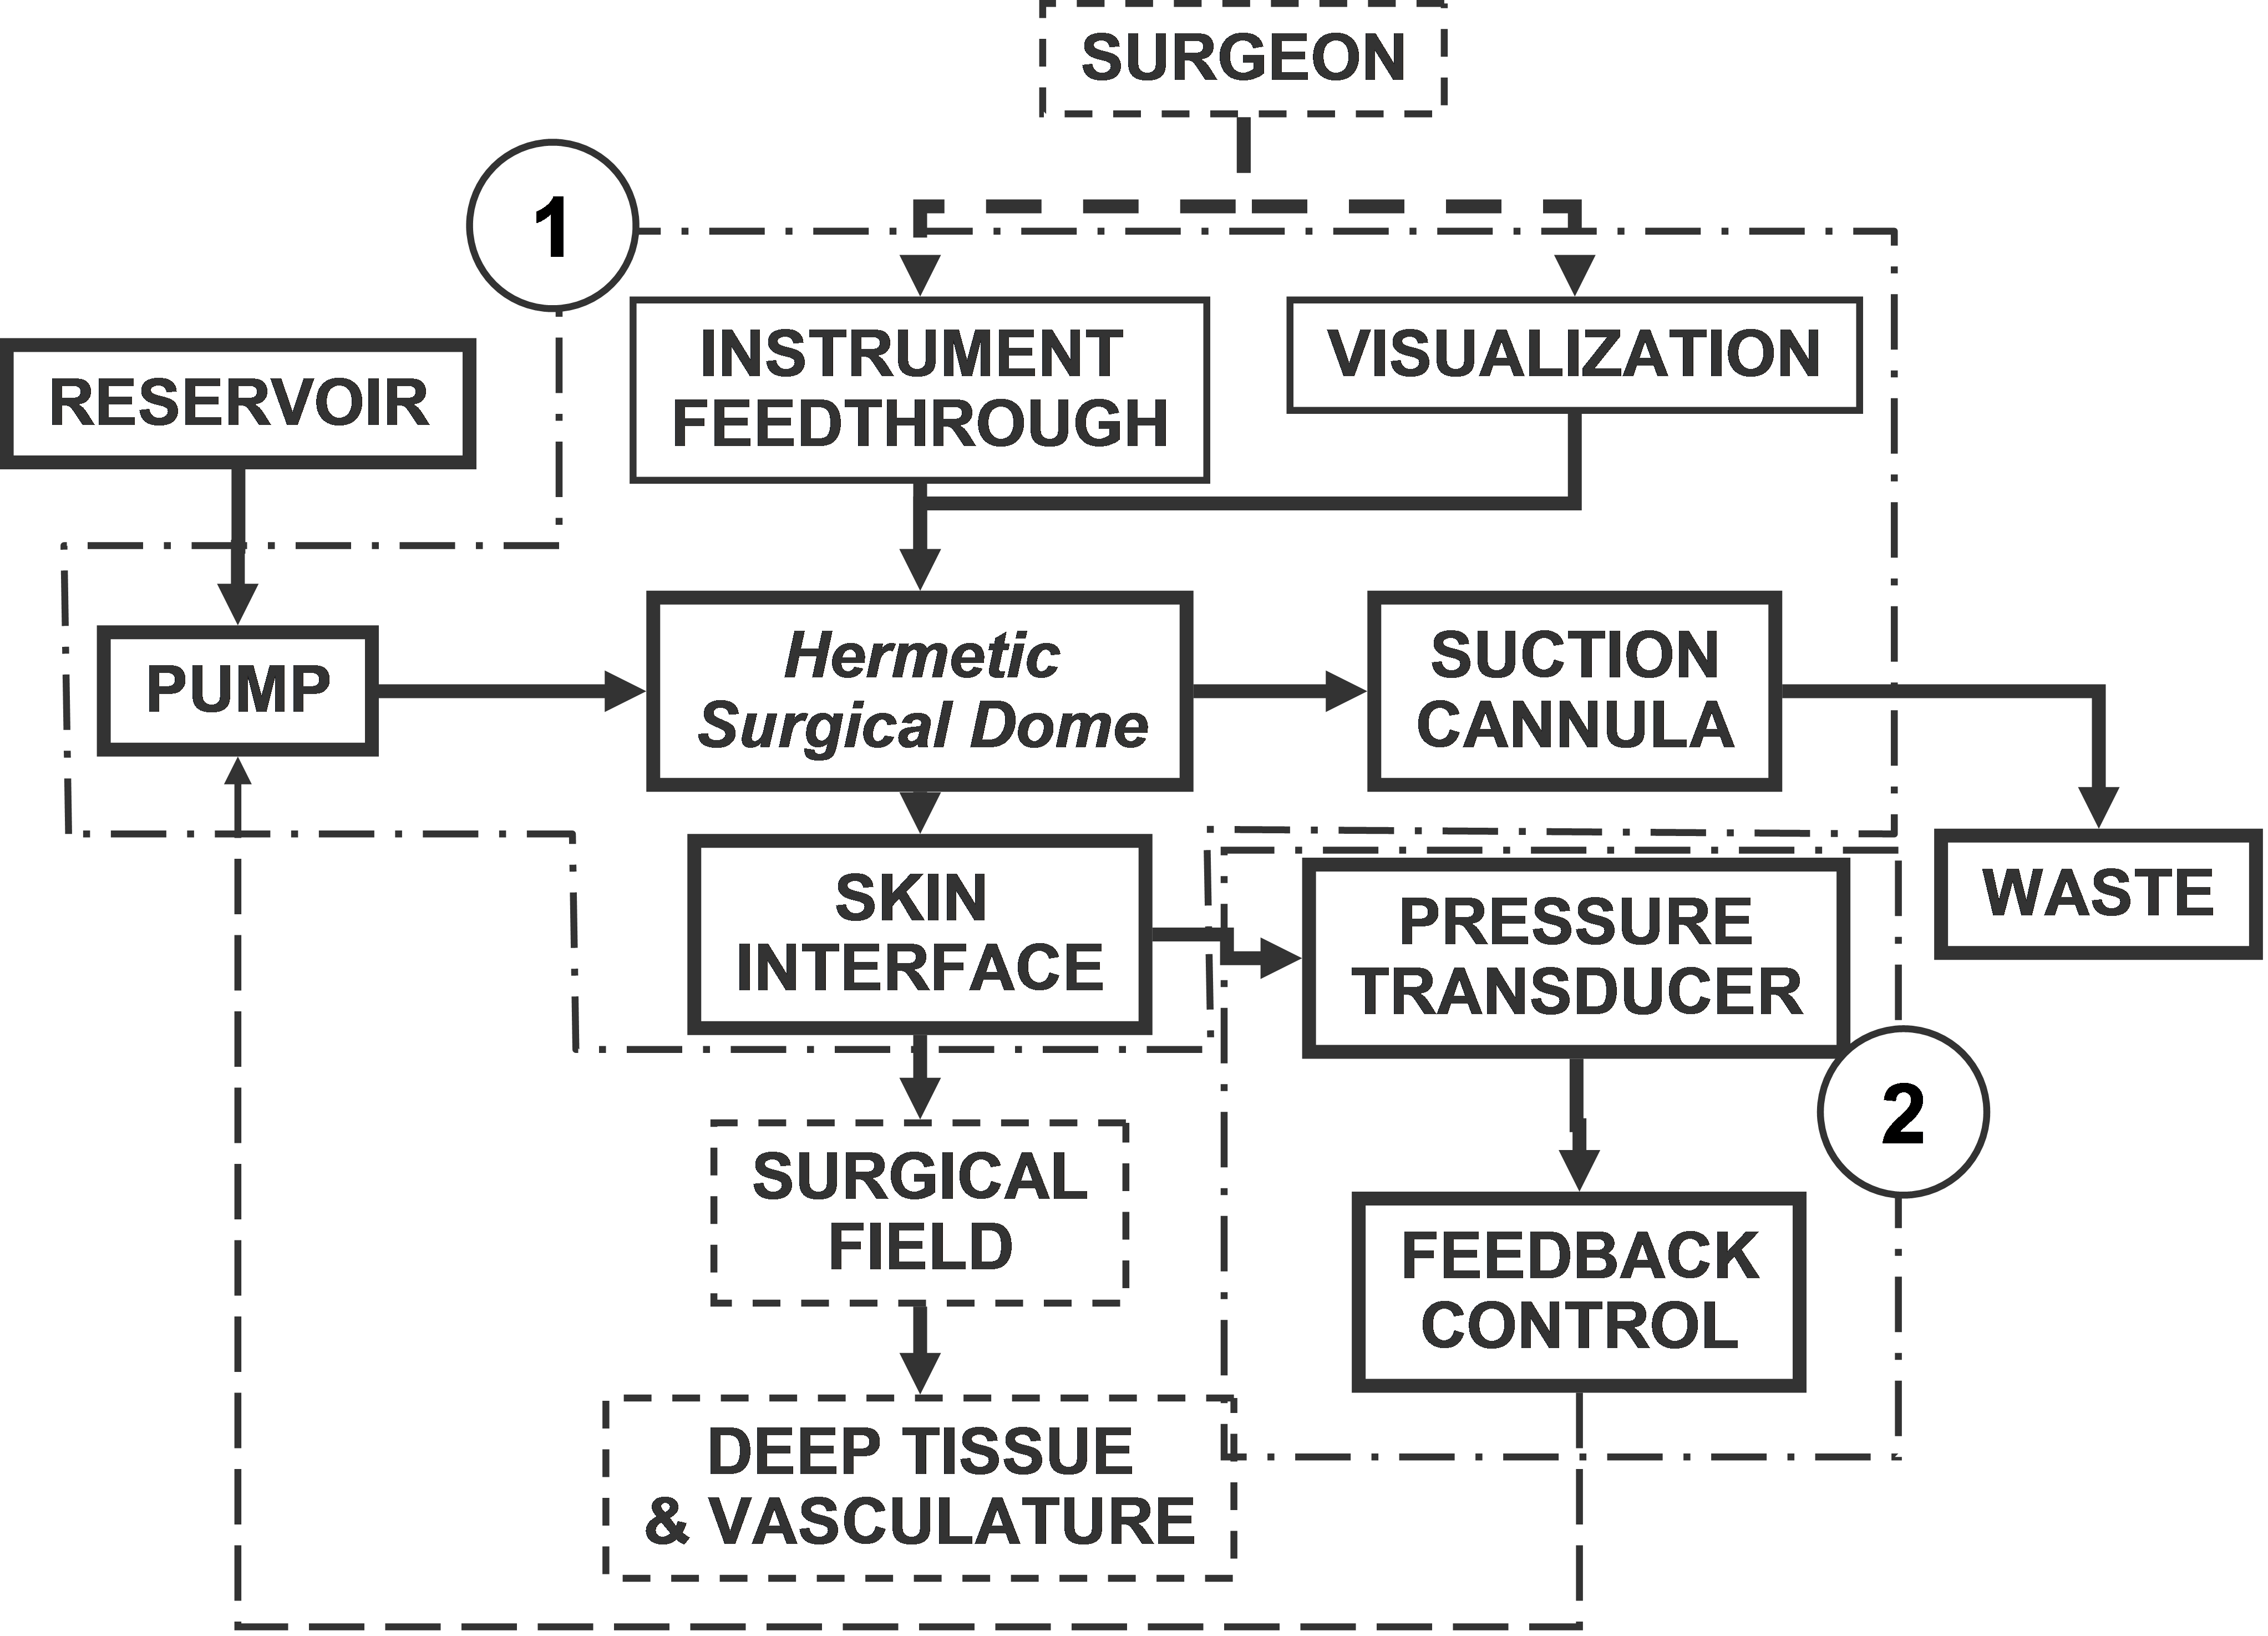 SURGEON
1
INSTRUMENT
FEEDTHROUGH
VISUALIZATION
RESERVOIR
PUMP
Hermetic
Surgical Dome
SUCTION
CANNULA
WASTE
SKIN
INTERFACE
PRESSURE
TRANSDUCER
2
SURGICAL
FIELD
FEEDBACK
CONTROL
DEEP TISSUE
& VASCULATURE